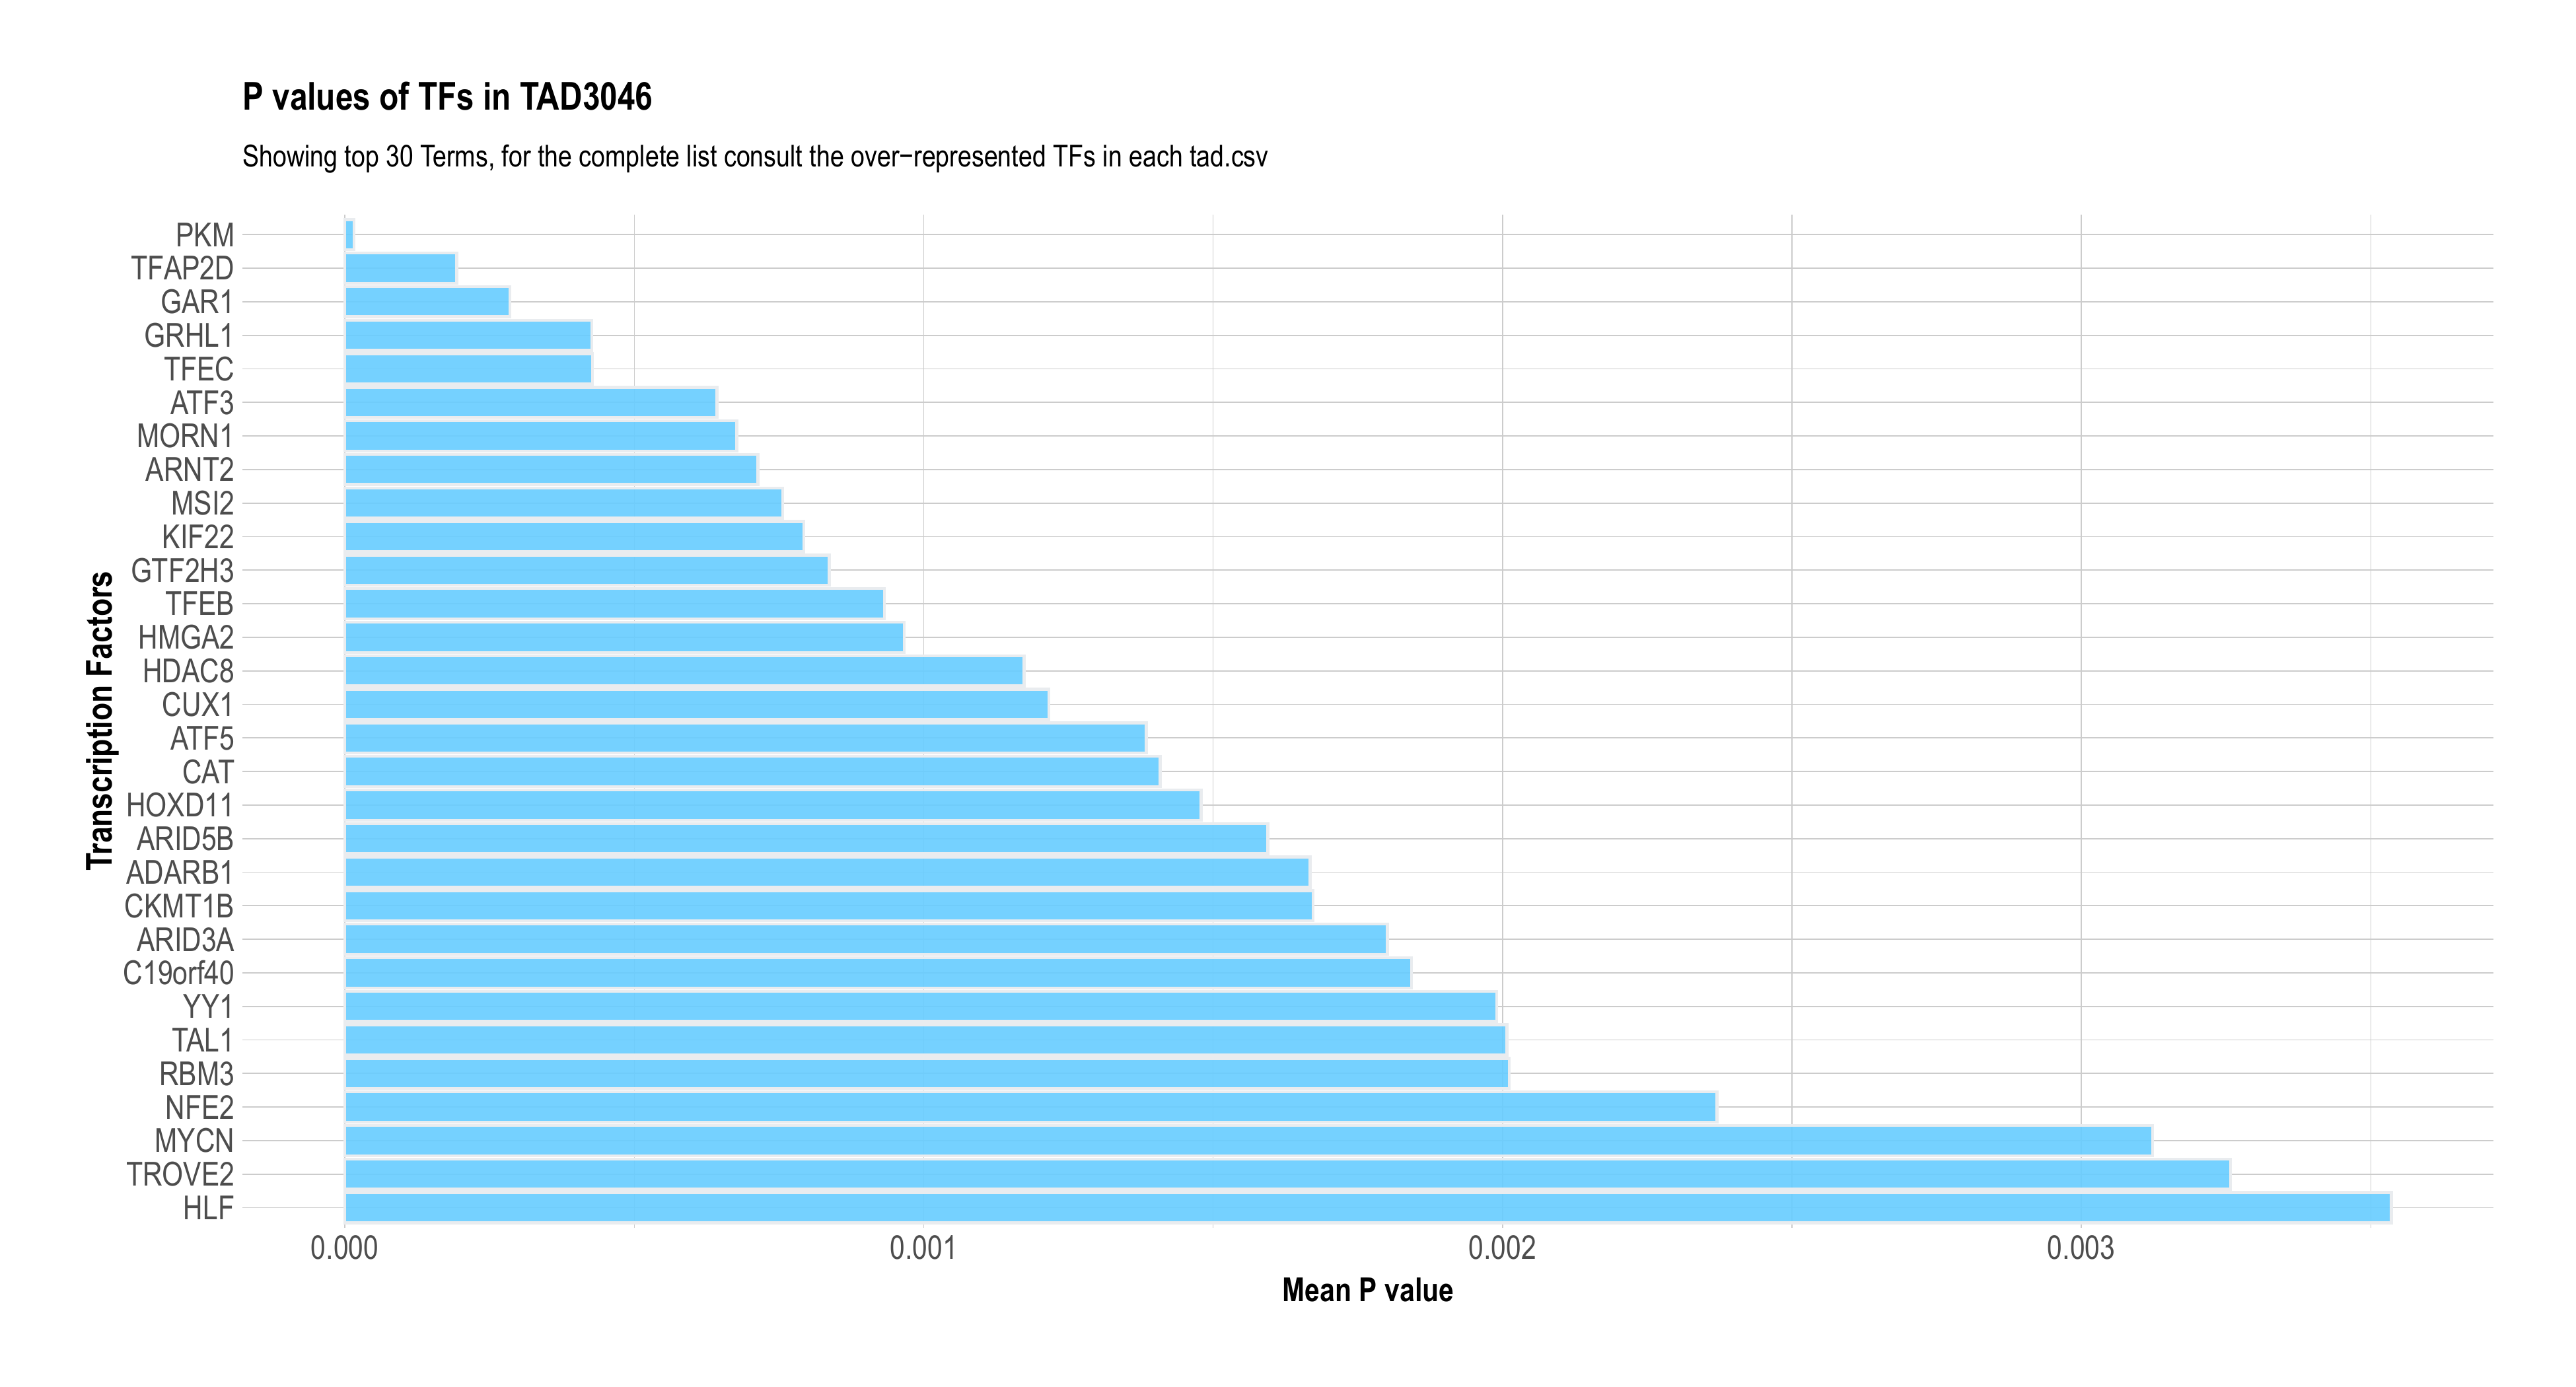 P values of TFs in TAD3046
Showing top 30 Terms, for the complete list consult the over−represented TFs in each tad.csv
Transcription Factors
PKM
TFAP2D
GAR1
GRHL1
TFEC
ATF3
MORN1
ARNT2
MSI2
KIF22
GTF2H3
TFEB
HMGA2
HDAC8
CUX1
ATF5
CAT
HOXD11
ARID5B
ADARB1
CKMT1B
ARID3A
C19orf40
YY1
TAL1
RBM3
NFE2
MYCN
TROVE2
HLF
0.000 0.001 0.002 0.003
Mean P value